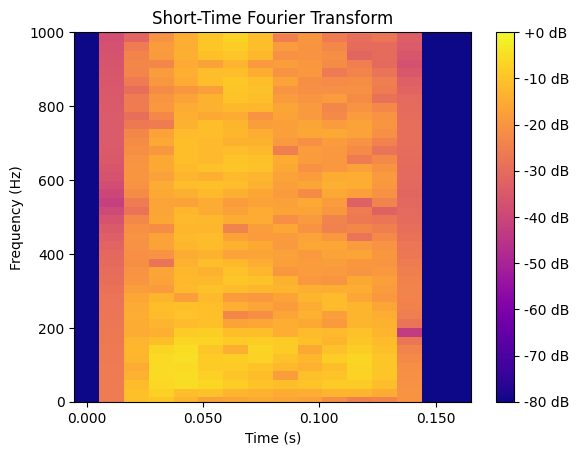 Short-Time Fourier Transform
1000
800
600
400
200
0
Frequency (Hz)
0.000
0.050
0.100
0.150
Time (s)
+0 dB
-10 dB
-20 dB
-30 dB
-40 dB
-50 dB
-60 dB
-70 dB
-80 dB